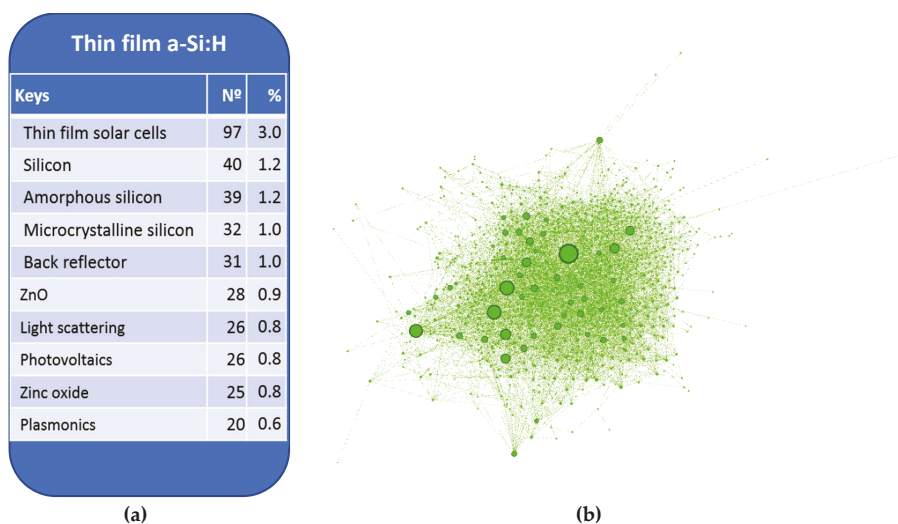 Thin film a-Si:H
Keys Nº %
Thin film solar cells 97 3.0
Silicon 40 1.2
Amorphous silicon 39 1.2
Microcrystalline silicon 32 1.0
Back reflector 31 1.0
ZnO 28 0.9
Light scattering 26 0.8
Photovoltaics 26 0.8
Zinc oxide 25 0.8
Plasmonics 20 0.6
(a) (b)